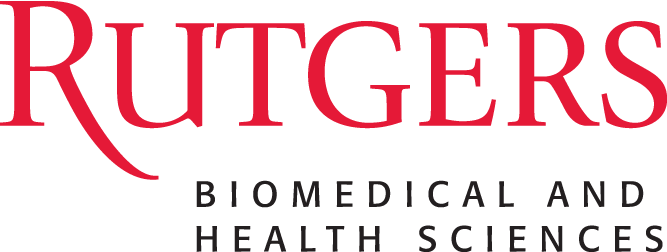 RUTGERS
BIOMEDICAL AND
HEALTH SCIENCES